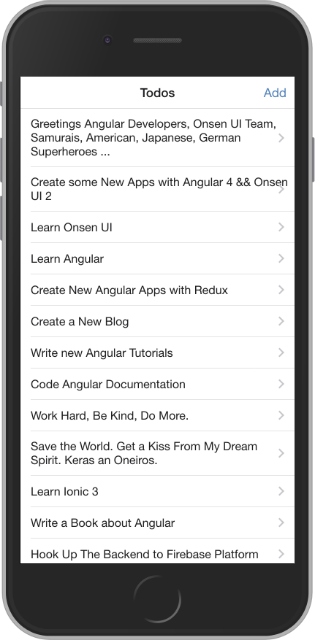 Todos
Add
Greetings Angular Developers, Onsen UI Team,
Samurais, American, Japanese, German
Superheroes ...
Create some New Apps with Angular 4 && Onsen
UI 2
Learn Onsen UI
Learn Angular
Create New Angular Apps with Redux
Create a New Blog
Write new Angular Tutorials
Code Angular Documentation
Work Hard, Be Kind, Do More.
Save the World. Get a Kiss From My Dream
Spirit. Keras an Oneiros.
Learn Ionic 3
Write a Book about Angular
Hook Up The Backend to Firebase Platform